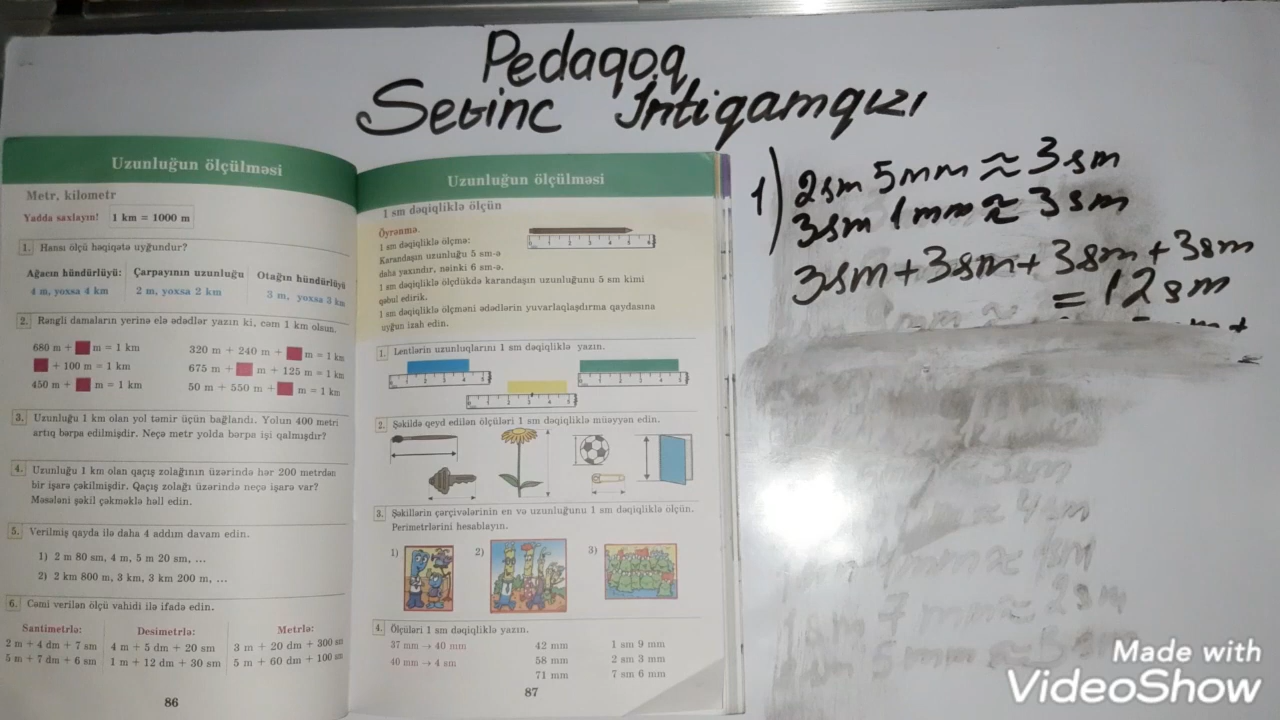 Pedaqoq
Sevinc İntiqamqızı
Uzunluğun ölçülməsi
Metr, kilometr
Yadda saxlayın! 1 km = 1000 m
1. Hansı ölçü həqiqətə uyğundur?
Ağacın hündürlüyü: Çarpayının uzunluğu Otağın hündürlüyü
4 m, yoxsa 4 km 2 m, yoxsa 2 km 3 m, yoxsa 3 km
2. Rəngli damaların yerinə elə ədədlər yazın ki, cəm 1 km olsun.
680 m + m = 1 km 320 m + 240 m + m = 1 km
+ 100 m = 1 km 675 m + m + 125 m = 1 km
450 m + m = 1 km 50 m + 550 m + m = 1 km
3. Uzunluğu 1 km olan yol təmir üçün bağlandı. Yolun 400 metri
artıq bərpa edilmişdir. Neçə metr yolda bərpa işi qalmışdır?
4. Uzunluğu 1 km olan qaçış zolağının üzərində hər 200 metrdən
bir işarə çəkilmişdir. Qaçış zolağı üzərində neçə işarə var?
Məsələni şəkil çəkməklə həll edin.
5. Verilmiş qayda ilə daha 4 addım davam edin.
1) 2 m 80 sm, 4 m, 5 m 20 sm, ...
2) 2 km 800 m, 3 km, 3 km 200 m, ...
6. Cəmi verilən ölçü vahidi ilə ifadə edin.
Santimetrlə: Desimetrlə: Metrlə:
2 m + 4 dm + 7 sm 4 m + 5 dm + 20 sm 3 m + 20 dm + 300 sm
5 m + 7 dm + 6 sm 1 m + 12 dm + 30 sm 5 m + 60 dm + 100 sm
86
Uzunluğun ölçülməsi
1 sm dəqiqliklə ölçün
Öyrənmə.
1 sm dəqiqliklə ölçmə:
Karandaşın uzunluğu 5 sm-ə
daha yaxındır, nəinki 6 sm-ə.
1 sm dəqiqliklə ölçdükdə karandaşın uzunluğunu 5 sm kimi
qəbul edirik.
1 sm dəqiqliklə ölçməni ədədlərin yuvarlaqlaşdırma qaydasına
uyğun izah edin.
1. Lentlərin uzunluqlarını 1 sm dəqiqliklə yazın.
2. Şəkildə qeyd edilən ölçüləri 1 sm dəqiqliklə müəyyən edin.
3. Şəkillərin çərçivələrinin en və uzunluğunu 1 sm dəqiqliklə ölçün.
Perimetrlərini hesablayın.
1) 2) 3)
4. Ölçüləri 1 sm dəqiqliklə yazın.
37 mm → 40 mm 42 mm 1 sm 9 mm
40 mm → 4 sm 58 mm 2 sm 3 mm
71 mm 7 sm 6 mm
87
1) 2sm 5mm ≈ 3sm
3sm 1mm ≈ 3sm
3sm + 3sm + 3sm + 3sm
= 12sm
Made with
VideoShow